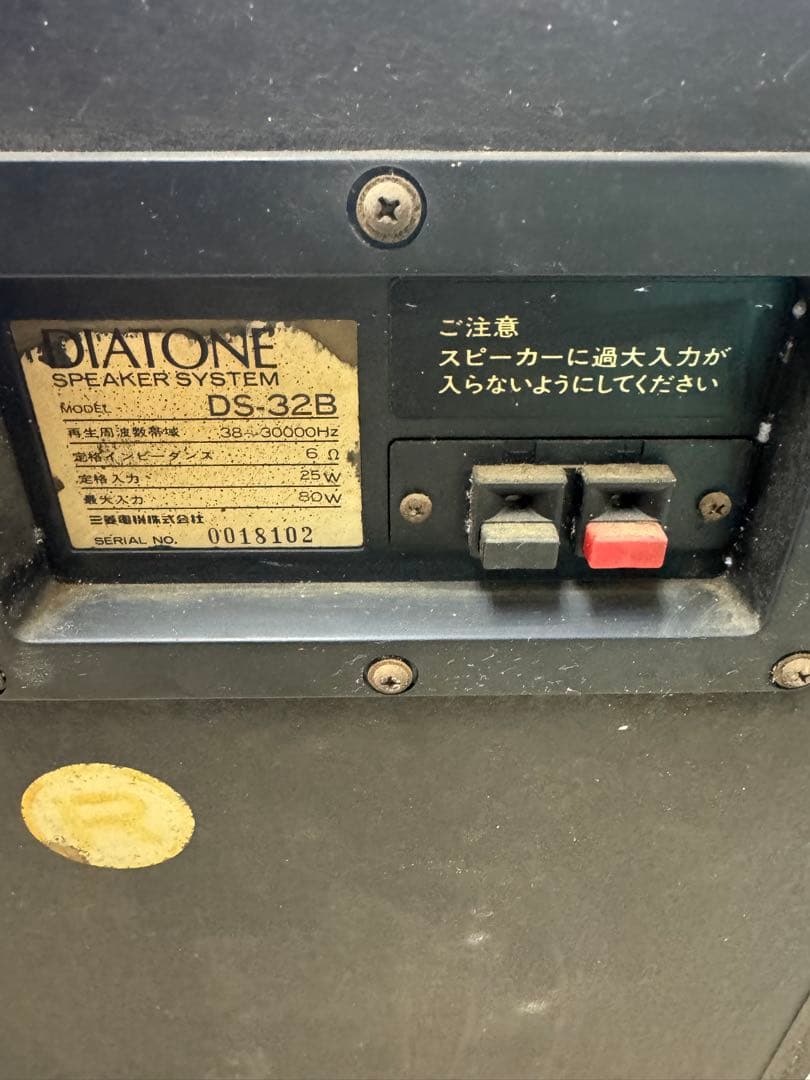 DIATONE
SPEAKER SYSTEM
MODEL DS-32B
再生周波数帯域 38~30000Hz
定格インピーダンス 6 Ω
定格入力 25W
最大入力 80W
三菱電機株式会社
SERIAL NO. 0018102
ご注意
スピーカーに過大入力が
入らないようにしてください
R